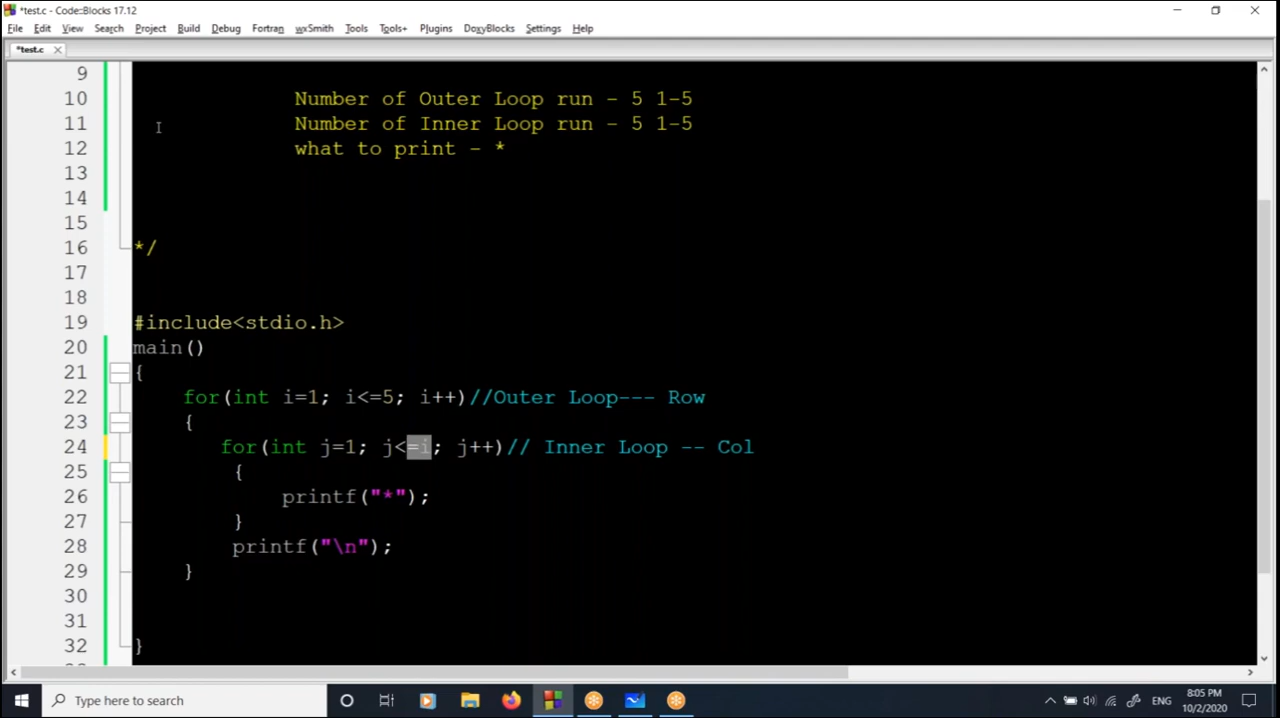 *test.c - Code::Blocks 17.12
File Edit View Search Project Build Debug Fortran wxSmith Tools Tools+ Plugins DoxyBlocks Settings Help
*test.c
9
10 Number of Outer Loop run - 5 1-5
11 Number of Inner Loop run - 5 1-5
12 what to print - *
13
14
15
16 */
17
18
19 #include<stdio.h>
20 main()
21 {
22 for(int i=1; i<=5; i++)//Outer Loop--- Row
23 {
24 for(int j=1; j<=i; j++)// Inner Loop -- Col
25 {
26 printf("*");
27 }
28 printf("\n");
29 }
30
31
32 }
Type here to search
ENG
8:05 PM
10/2/2020